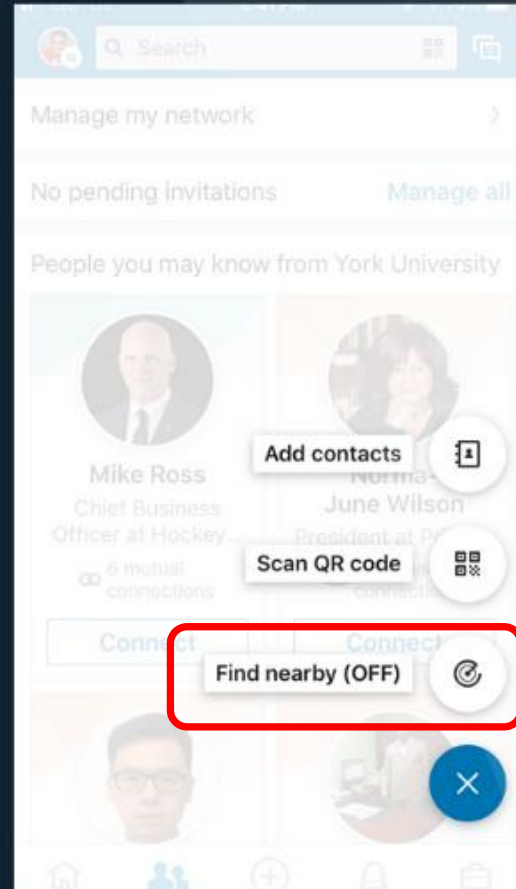 Search
Manage my network
No pending invitations
Manage all
People you may know from York University
Add contacts
Mike Ross
Norma-
Chief Business
June Wilson
Officer at Hockey...
President at
Scan QR code
6 mutual
connections
Connect
Connect
Find nearby (OFF)